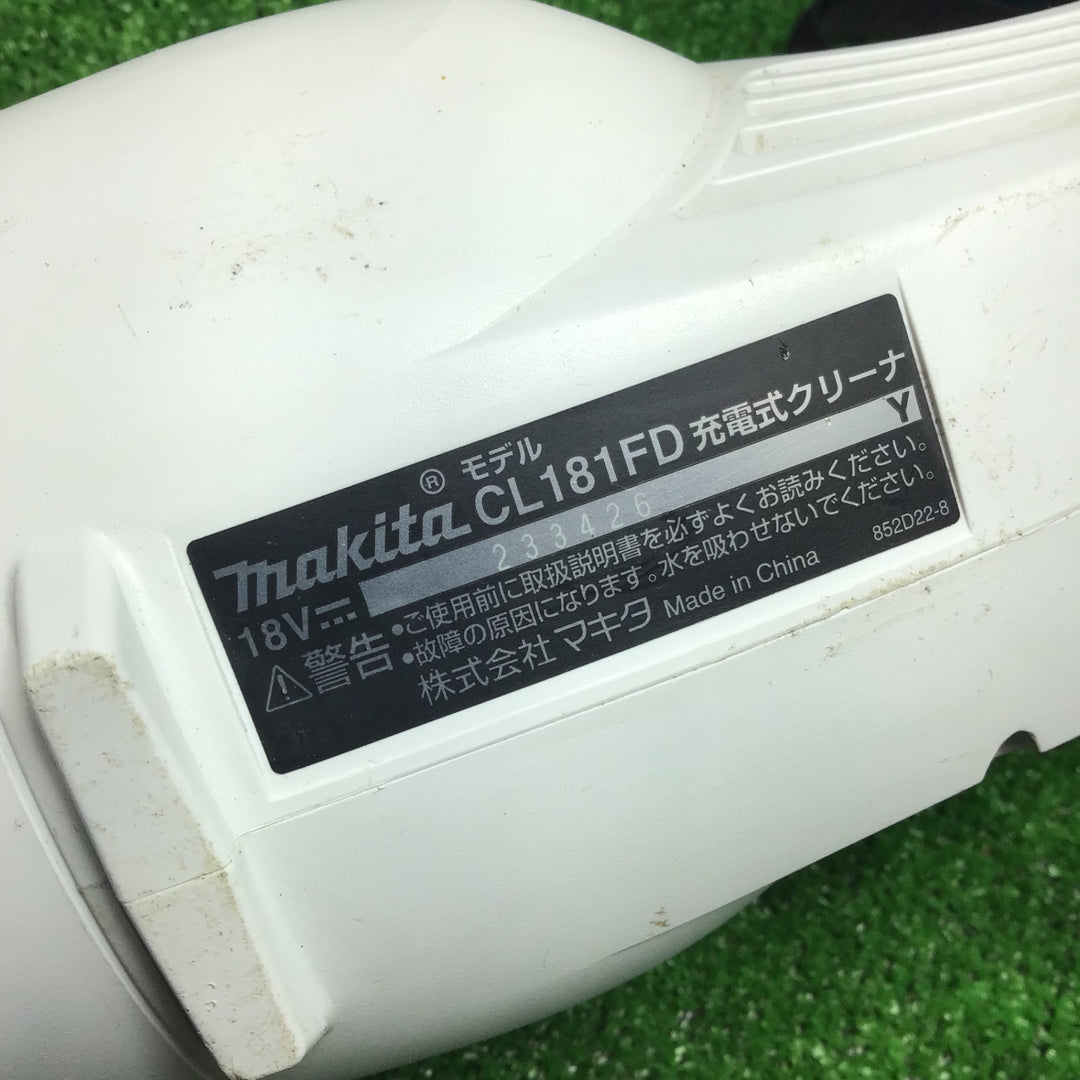 ® モデル
makita CL181FD 充電式クリーナ
18V 233426 Y
警告 •ご使用前に取扱説明書を必ずよくお読みください。
•故障の原因になります。水を吸わせないでください。
株式会社 マキタ Made in China 852D22-8